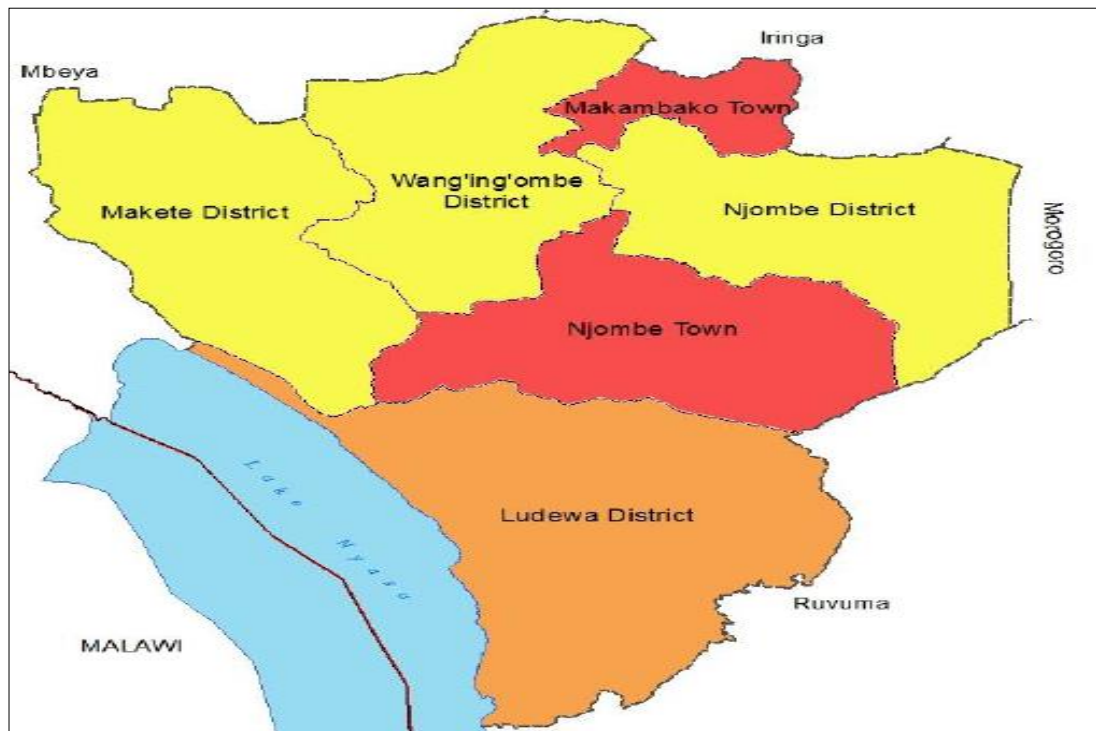 Iringa
Mbeya
Makambako Town
Wang'ing'ombe
District
Makete District
Njombe District
Morogoro
Njombe Town
Lake Nyasa
Ludewa District
Ruvuma
MALAWI